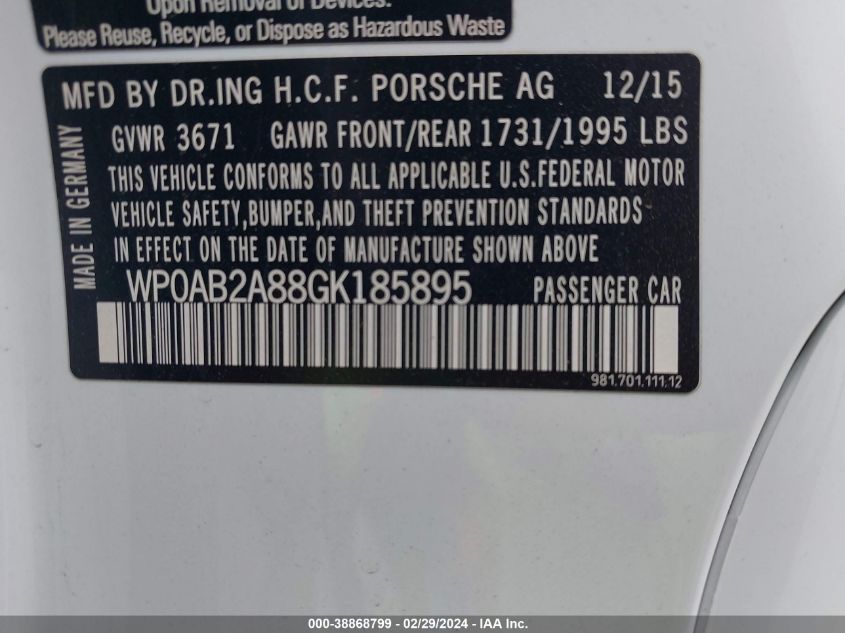 Upon Removal of Devices.
Please Reuse, Recycle, or Dispose as Hazardous Waste
MFD BY DR.ING H.C.F. PORSCHE AG 12/15
GVWR 3671 GAWR FRONT/REAR 1731/1995 LBS
THIS VEHICLE CONFORMS TO ALL APPLICABLE U.S.FEDERAL MOTOR
VEHICLE SAFETY,BUMPER,AND THEFT PREVENTION STANDARDS
IN EFFECT ON THE DATE OF MANUFACTURE SHOWN ABOVE
MADE IN GERMANY
WP0AB2A88GK185895 PASSENGER CAR
981.701.111.12
000-38868799 - 02/29/2024 - IAA Inc.